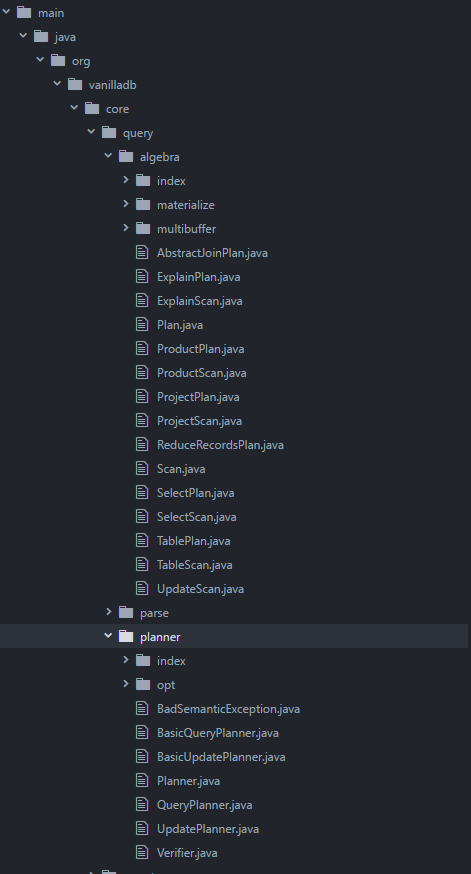 main
java
org
vanilladb
core
query
algebra
index
materialize
multibuffer
AbstractJoinPlan.java
ExplainPlan.java
ExplainScan.java
Plan.java
ProductPlan.java
ProductScan.java
ProjectPlan.java
ProjectScan.java
ReduceRecordsPlan.java
Scan.java
SelectPlan.java
SelectScan.java
TablePlan.java
TableScan.java
UpdateScan.java
parse
planner
index
opt
BadSemanticException.java
BasicQueryPlanner.java
BasicUpdatePlanner.java
Planner.java
QueryPlanner.java
UpdatePlanner.java
Verifier.java